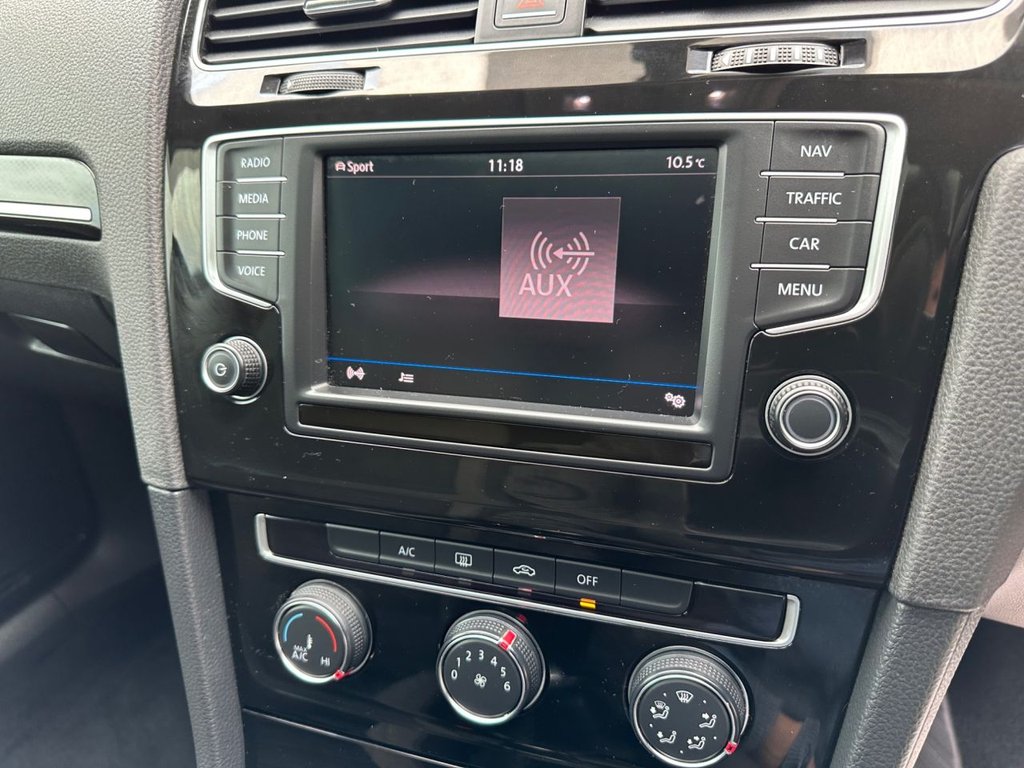 RADIO
MEDIA
PHONE
VOICE
Sport 11:18 10.5°C
AUX
NAV
TRAFFIC
CAR
MENU
A/C OFF
MAX A/C HI
0 1 2 3 4 5 6